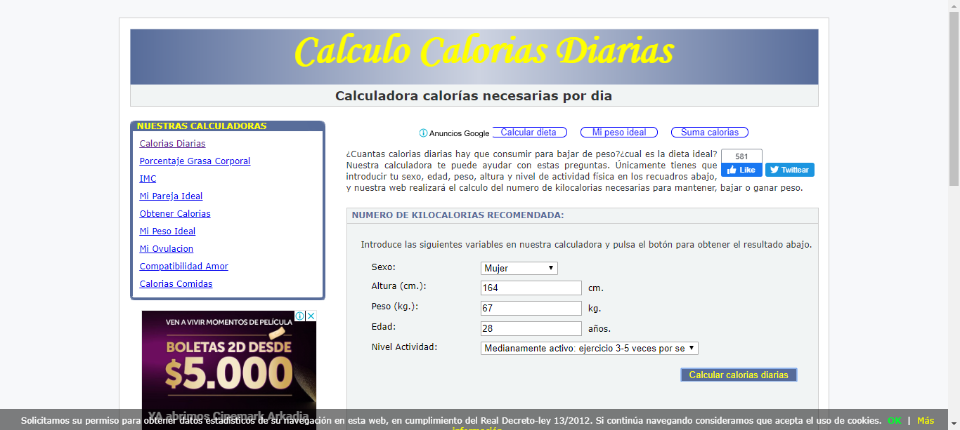 Calculo Calorias Diarias
Calculadora calorías necesarias por dia
NUESTRAS CALCULADORAS
Calorias Diarias
Porcentaje Grasa Corporal
IMC
Mi Pareja Ideal
Obtener Calorias
Mi Peso Ideal
Mi Ovulacion
Compatibilidad Amor
Calorias Comidas
Anuncios Google
Calcular dieta
Mi peso ideal
Suma calorías
¿Cuantas calorias diarias hay que consumir para bajar de peso?¿cual es la dieta ideal?
Nuestra calculadora te puede ayudar con estas preguntas. Únicamente tienes que
introducir tu sexo, edad, peso, altura y nivel de actividad física en los recuadros abajo,
y nuestra web realizará el calculo del numero de kilocalorias necesarias para mantener, bajar o ganar peso.
581
Like
Twittear
NUMERO DE KILOCALORIAS RECOMENDADA:
Introduce las siguientes variables en nuestra calculadora y pulsa el botón para obtener el resultado abajo.
Sexo: Mujer
Altura (cm.): 164 cm.
Peso (kg.): 67 kg.
Edad: 28 años.
Nivel Actividad: Medianamente activo: ejercicio 3-5 veces por se
Calcular calorias diarias
VEN A VIVIR MOMENTOS DE PELÍCULA
BOLETAS 2D DESDE
$5.000
YA abrimos Cinemark Arkadia
Solicitamos su permiso para obtener datos estadísticos de su navegación en esta web, en cumplimiento del Real Decreto-ley 13/2012. Si continúa navegando consideramos que acepta el uso de cookies. OK | Más
información